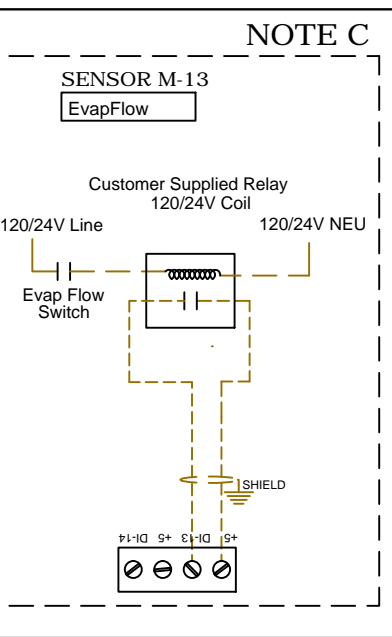 NOTE C
SENSOR M-13
EvapFlow
Customer Supplied Relay
120/24V Coil
120/24V Line
120/24V NEU
Evap Flow
Switch
SHIELD
DI-14 +5 DI-13 +5